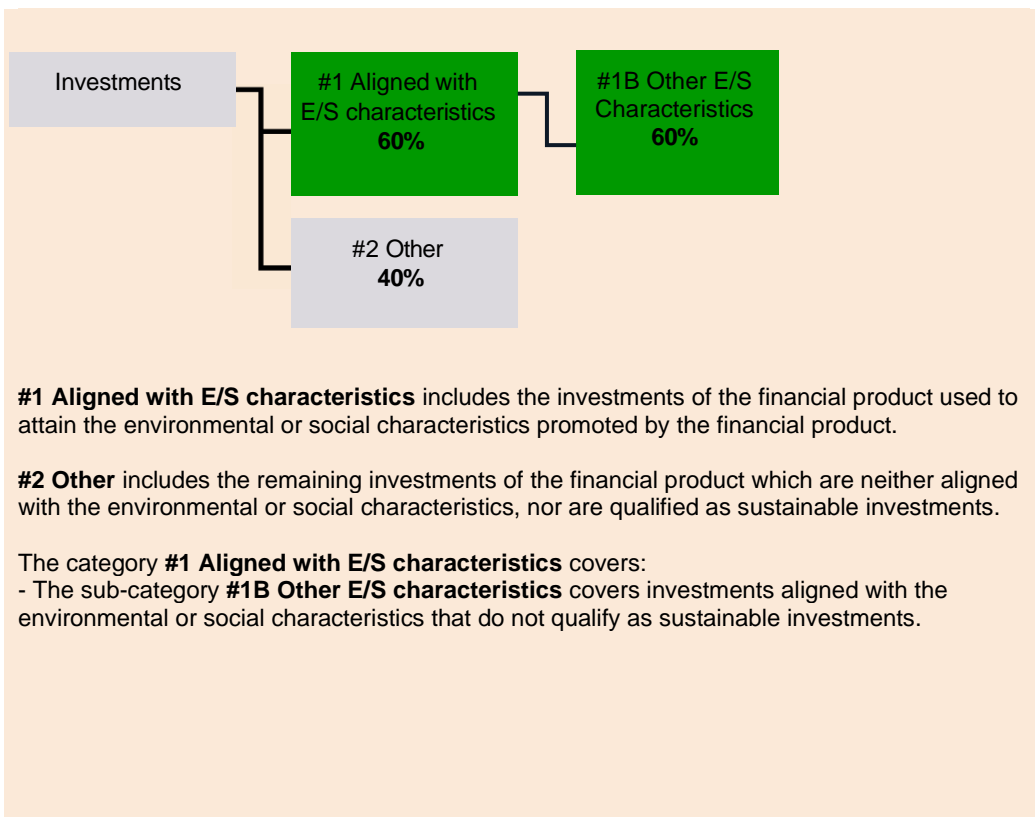 Investments
#1 Aligned with
E/S characteristics
60%
#1B Other E/S
Characteristics
60%
#2 Other
40%
#1 Aligned with E/S characteristics includes the investments of the financial product used to
attain the environmental or social characteristics promoted by the financial product.
#2 Other includes the remaining investments of the financial product which are neither aligned
with the environmental or social characteristics, nor are qualified as sustainable investments.
The category #1 Aligned with E/S characteristics covers:
- The sub-category #1B Other E/S characteristics covers investments aligned with the
environmental or social characteristics that do not qualify as sustainable investments.